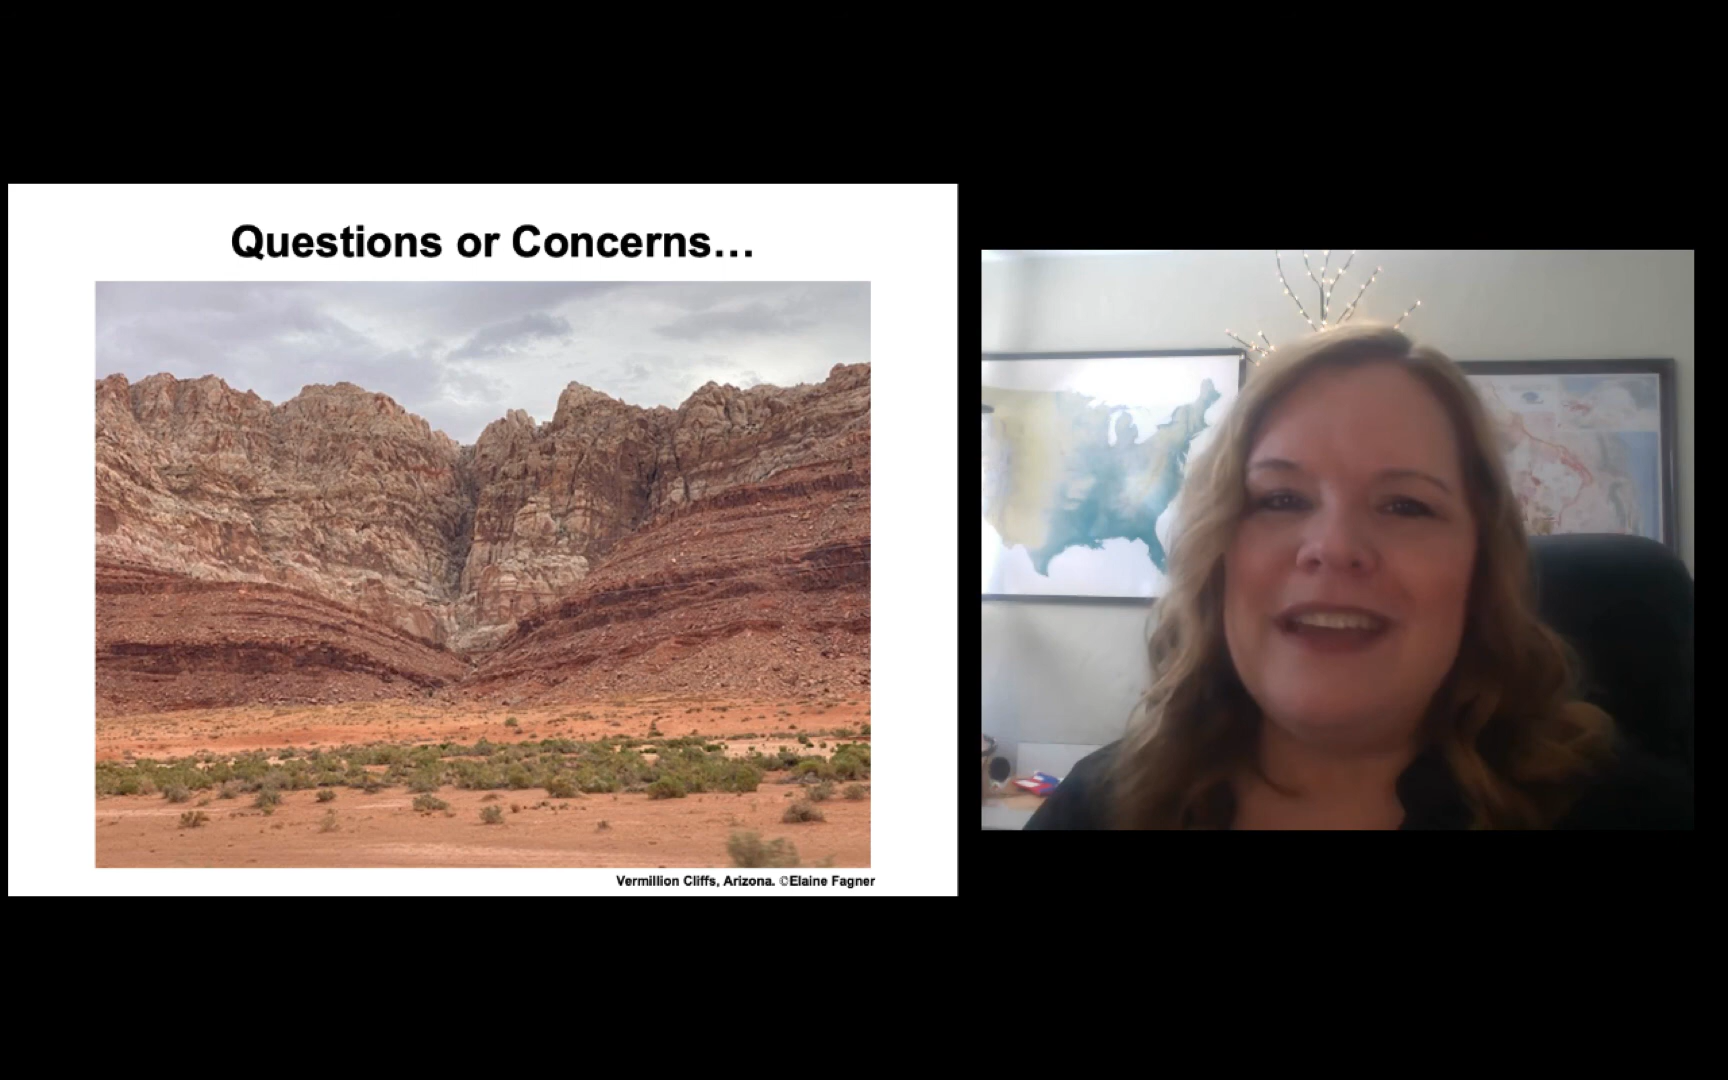 Questions or Concerns…
Vermillion Cliffs, Arizona. ©Elaine Fagner